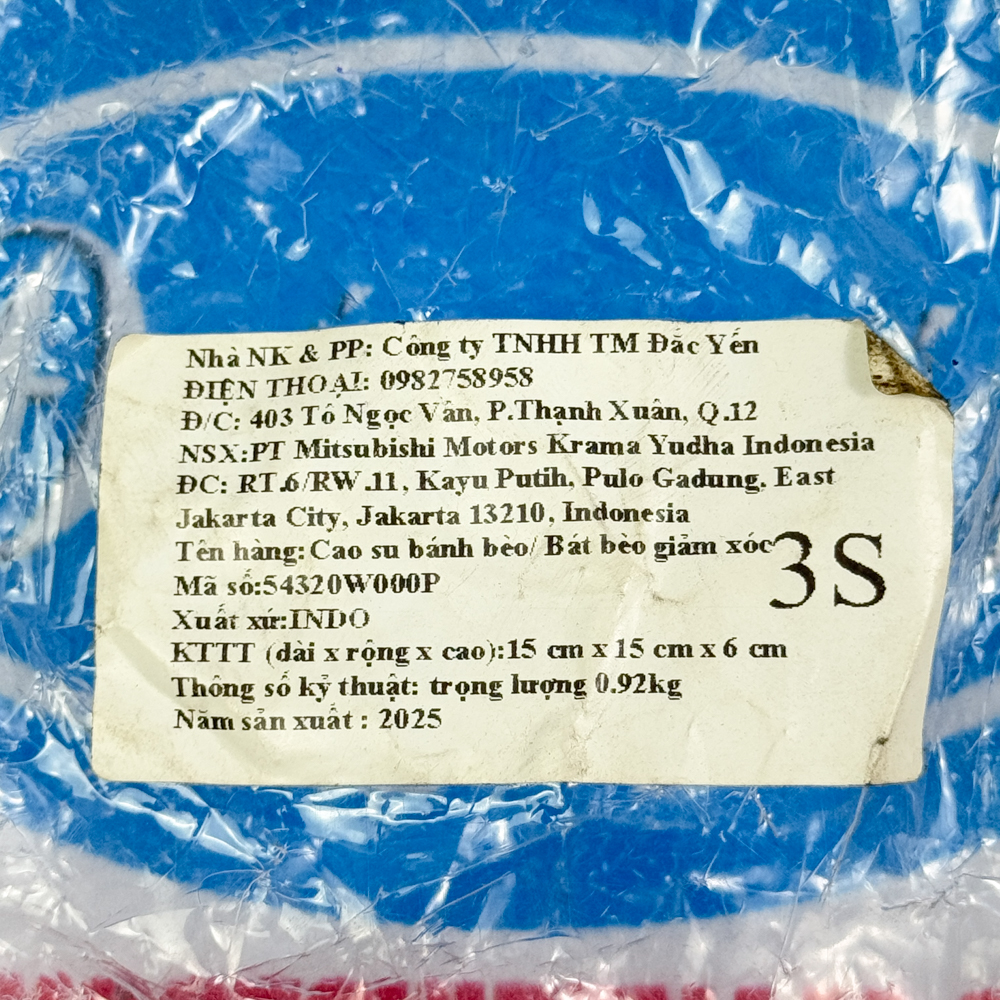 Nhà NK & PP: Công ty TNHH TM Đắc Yến
ĐIỆN THOẠI: 0982758958
Đ/C: 403 Tô Ngọc Vân, P.Thạnh Xuân, Q.12
NSX:PT Mitsubishi Motors Krama Yudha Indonesia
ĐC: RT.6/RW.11, Kayu Putih, Pulo Gadung, East
Jakarta City, Jakarta 13210, Indonesia
Tên hàng: Cao su bánh bèo/ Bát bèo giảm xóc
3S
Mã số:54320W000P
Xuất xứ:INDO
KTTT (dài x rộng x cao):15 cm x 15 cm x 6 cm
Thông số kỷ thuật: trọng lượng 0.92kg
Năm sản xuất : 2025